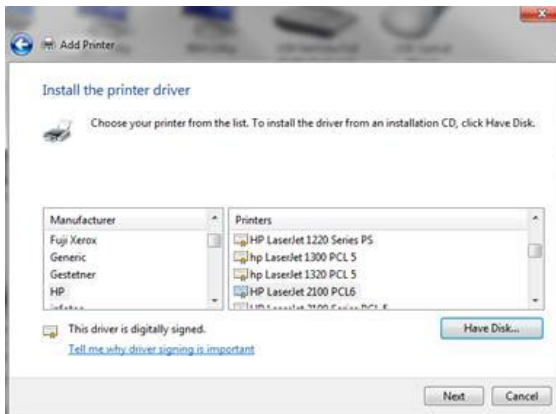 Add Printer
Install the printer driver
Choose your printer from the list. To install the driver from an installation CD, click Have Disk.
Manufacturer
Fuji Xerox
Generic
Gestetner
HP
Printers
HP LaserJet 1220 Series PS
hp LaserJet 1300 PCL 5
hp LaserJet 1320 PCL 5
HP LaserJet 2100 PCL6
This driver is digitally signed.
Tell me why driver signing is important
Have Disk...
Next
Cancel